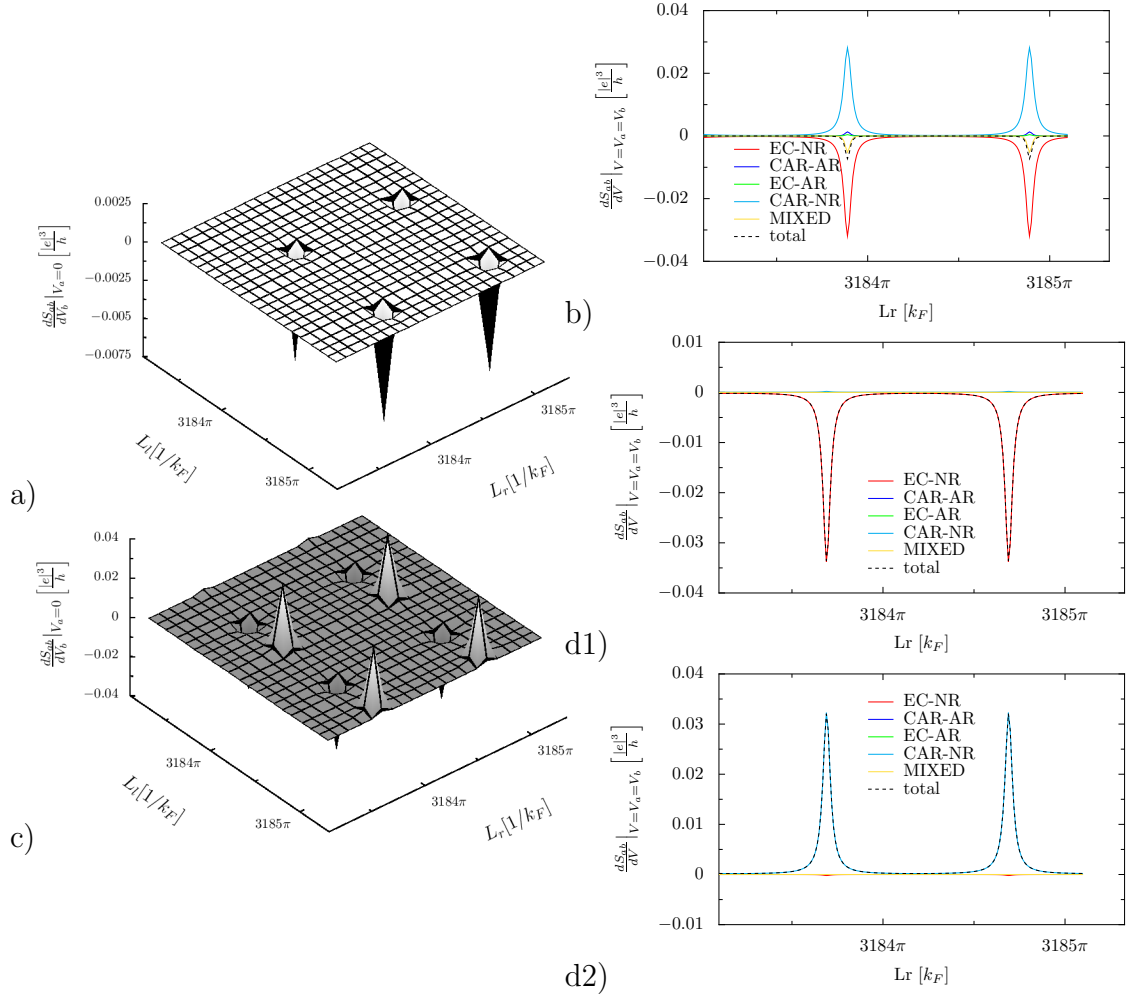 0.0025
0
−0.0025
−0.005
−0.0075
dS_ab/dV_b |V_a=0 [|e|³/h]
3184π
3185π
L_l[1/k_F]
3184π
3185π
L_r[1/k_F]
a)
0.04
0.02
0
−0.02
−0.04
dS_ab/dV |V=V_a=V_b [|e|³/h]
EC-NR
CAR-AR
EC-AR
CAR-NR
MIXED
total
3184π
3185π
Lr [k_F]
b)
0.04
0.02
0
−0.02
−0.04
dS_ab/dV_b |V_a=0 [|e|³/h]
3184π
3185π
L_l[1/k_F]
3184π
3185π
L_r[1/k_F]
c)
0.01
0
−0.01
−0.02
−0.03
−0.04
dS_ab/dV |V=V_a=V_b [|e|³/h]
EC-NR
CAR-AR
EC-AR
CAR-NR
MIXED
total
3184π
3185π
Lr [k_F]
d1)
0.04
0.03
0.02
0.01
0
−0.01
dS_ab/dV |V=V_a=V_b [|e|³/h]
EC-NR
CAR-AR
EC-AR
CAR-NR
MIXED
total
3184π
3185π
Lr [k_F]
d2)